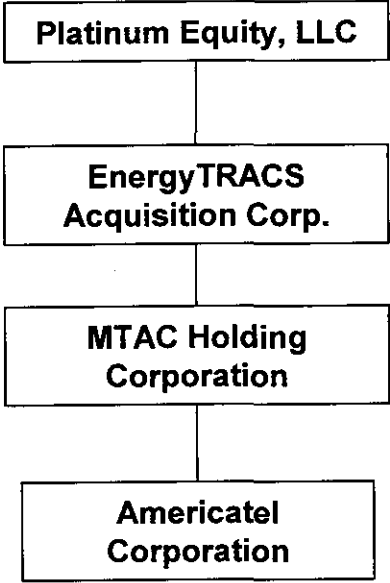 Platinum Equity, LLC
EnergyTRACS
Acquisition Corp.
MTAC Holding
Corporation
Americatel
Corporation